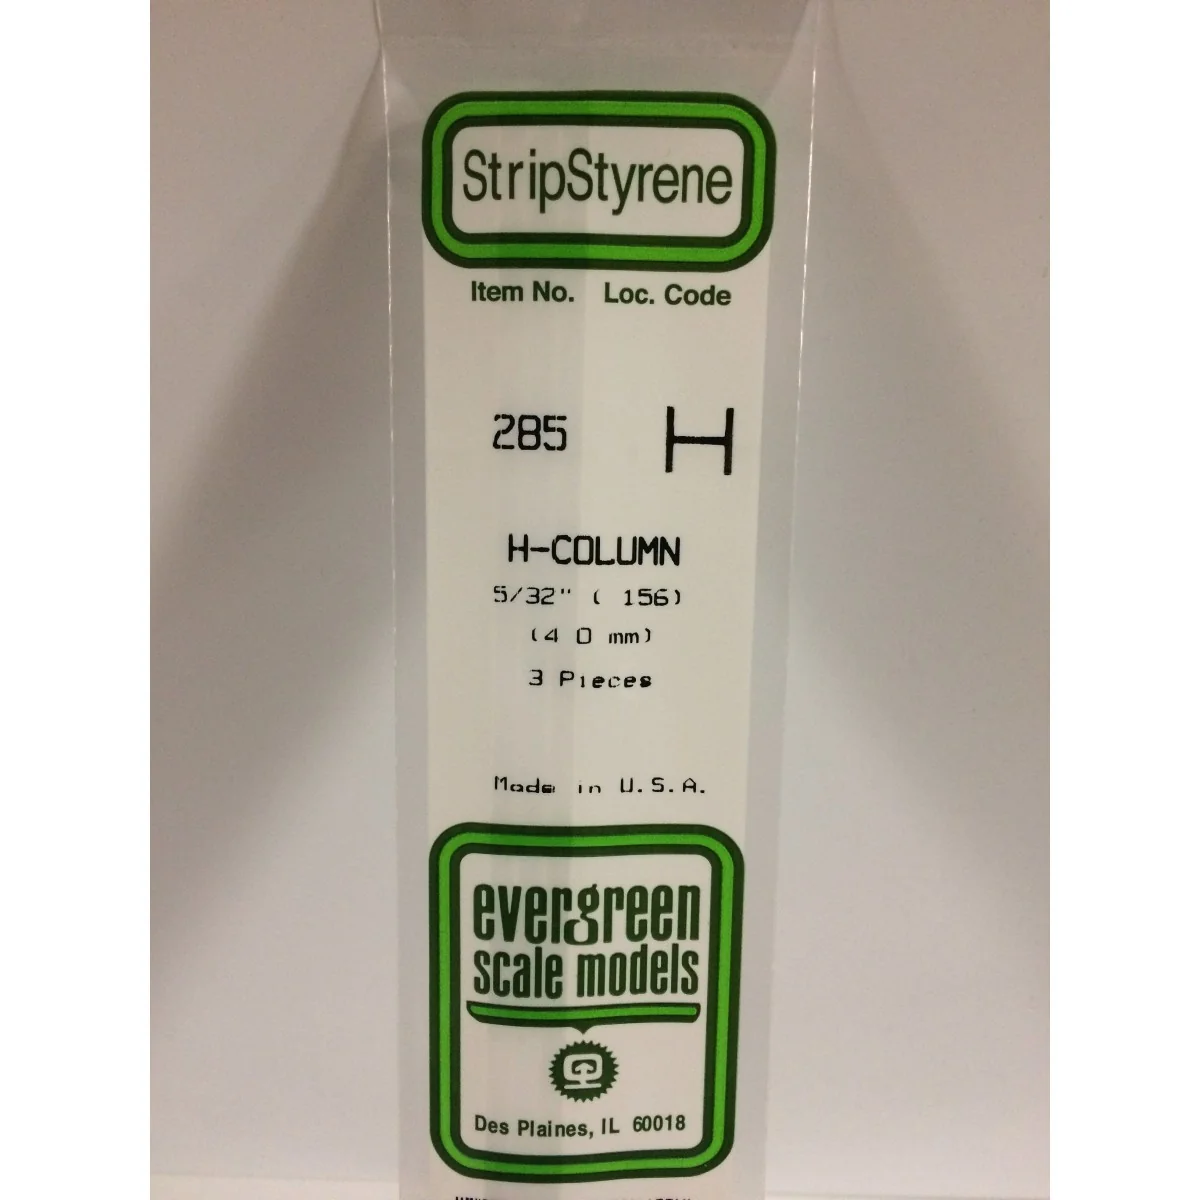 StripStyrene
Item No. Loc. Code
285 H
H-COLUMN
5/32" ( 156)
(4 0 mm)
3 Pieces
Made in U.S.A.
evergreen
scale models
Des Plaines, IL 60018